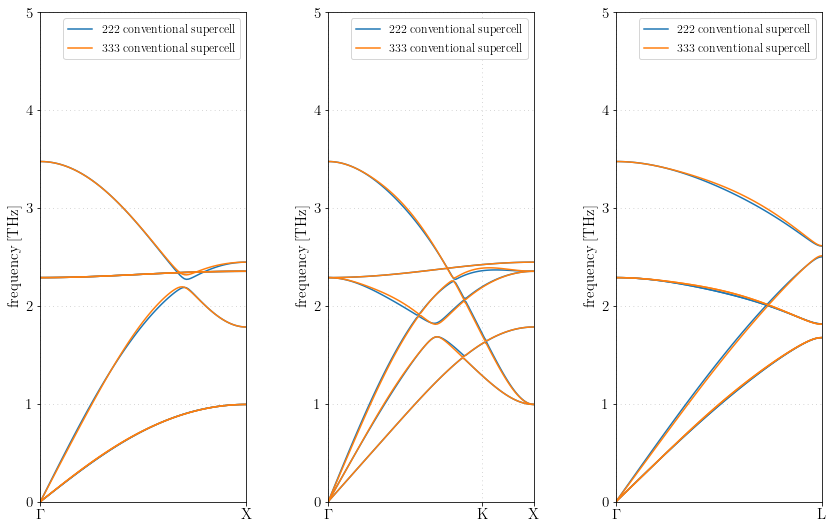 5
4
3
2
1
0
frequency [THz]
Γ
X
222 conventional supercell
333 conventional supercell
5
4
3
2
1
0
frequency [THz]
Γ
K
X
222 conventional supercell
333 conventional supercell
5
4
3
2
1
0
frequency [THz]
Γ
L
222 conventional supercell
333 conventional supercell